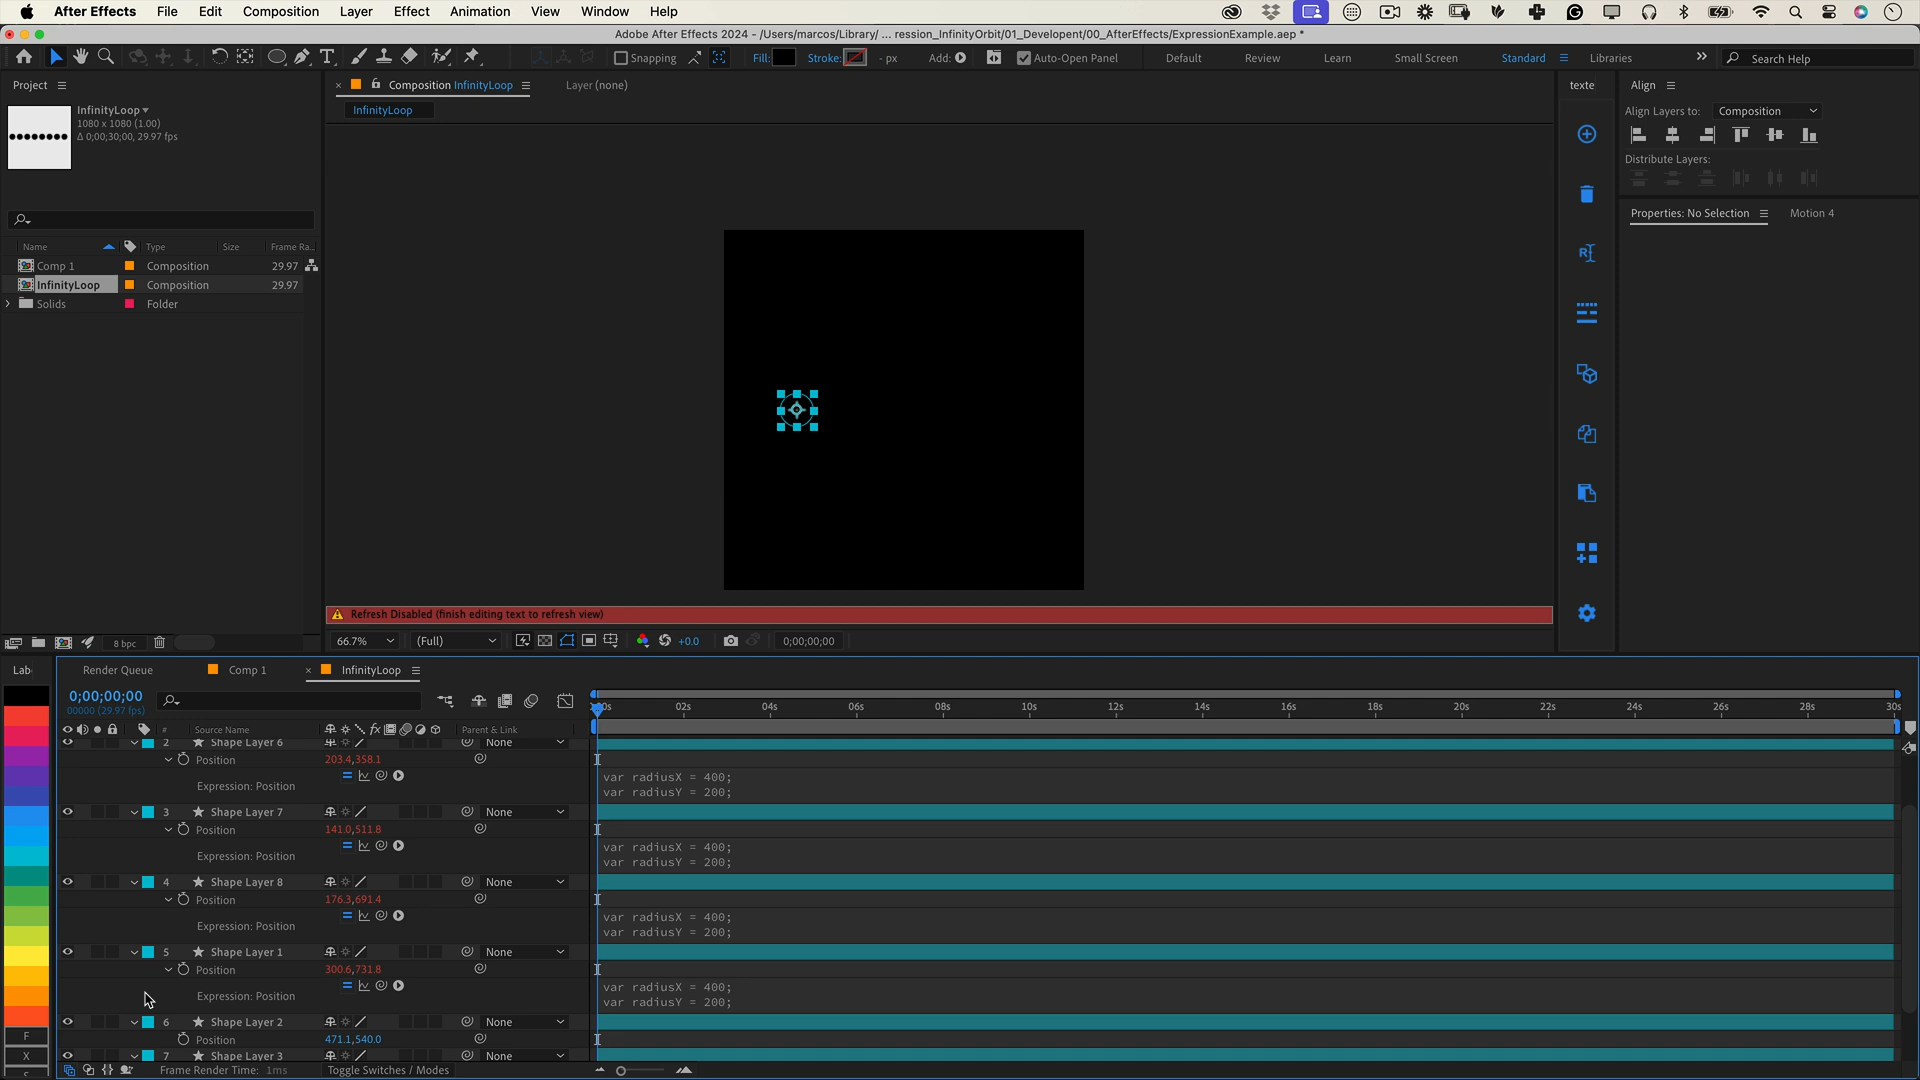 After Effects File Edit Composition Layer Effect Animation View Window Help
Adobe After Effects 2024 - /Users/marcos/Library/ ... ression_InfinityOrbit/01_Developent/00_AfterEffects/ExpressionExample.aep *
Snapping Fill: Stroke: - px Add: Auto-Open Panel Default Review Learn Small Screen Standard Libraries Search Help
Project
Composition InfinityLoop Layer (none)
texte
Align
InfinityLoop
1080 x 1080 (1.00)
Δ 0;00;30;00, 29.97 fps
InfinityLoop
Align Layers to: Composition
Distribute Layers:
Properties: No Selection Motion 4
Name Type Size Frame Ra...
Comp 1 Composition 29.97
InfinityLoop Composition 29.97
Solids Folder
Refresh Disabled (finish editing text to refresh view)
8 bpc
66.7% (Full) +0.0 0;00;00;00
Lab
Render Queue Comp 1 InfinityLoop
0;00;00;00
00000 (29.97 fps)
02s 04s 06s 08s 10s 12s 14s 16s 18s 20s 22s 24s 26s 28s 30s
# Source Name Parent & Link
2 Shape Layer 6 None
Position 203.4,358.1
Expression: Position
var radiusX = 400;
var radiusY = 200;
3 Shape Layer 7 None
Position 141.0,511.8
Expression: Position
var radiusX = 400;
var radiusY = 200;
4 Shape Layer 8 None
Position 176.3,691.4
Expression: Position
var radiusX = 400;
var radiusY = 200;
5 Shape Layer 1 None
Position 300.6,731.8
Expression: Position
var radiusX = 400;
var radiusY = 200;
6 Shape Layer 2 None
Position 471.1,540.0
7 Shape Layer 3 None
F
X
Frame Render Time: 1ms Toggle Switches / Modes